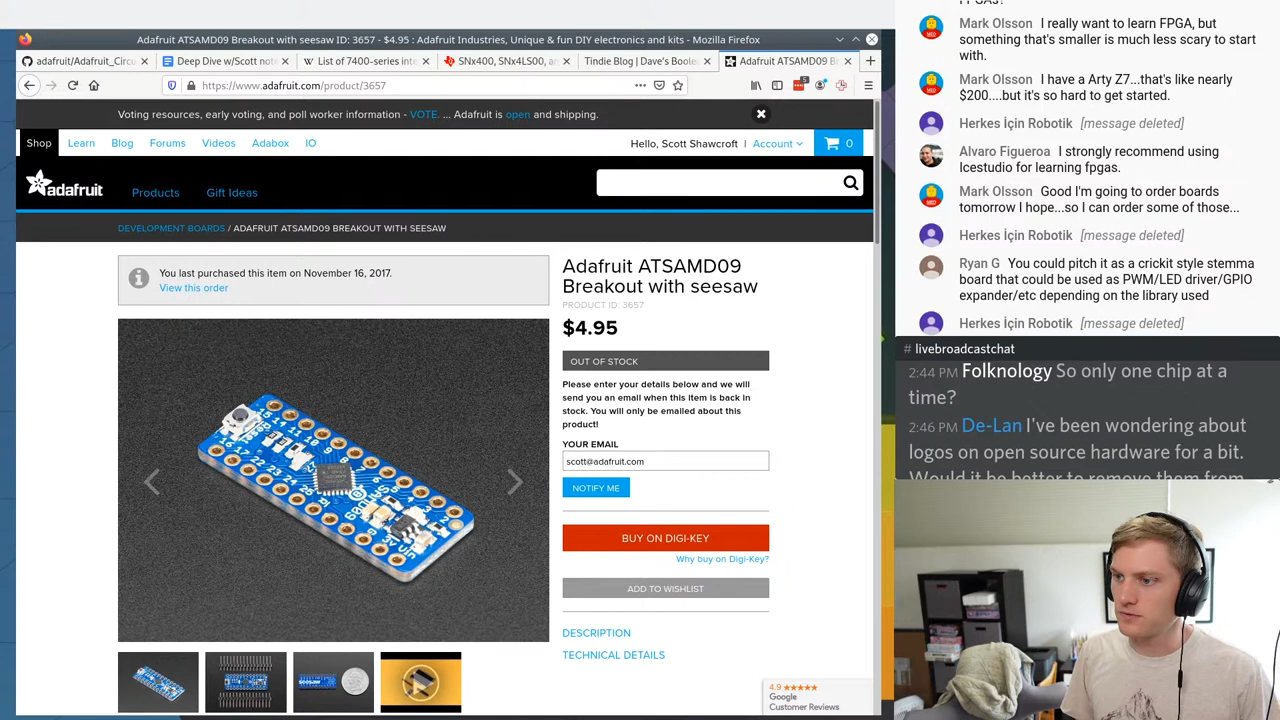 Adafruit ATSAMD09 Breakout with seesaw ID: 3657 - $4.95 : Adafruit Industries, Unique & fun DIY electronics and kits - Mozilla Firefox
adafruit/Adafruit_Circu
Deep Dive w/Scott note
List of 7400-series inte
SNx400, SNx4LS00, an
Tindie Blog | Dave's Boole
Adafruit ATSAMD09 B
https://www.adafruit.com/product/3657
5
Voting resources, early voting, and poll worker information - VOTE. ... Adafruit is open and shipping.
Shop
Learn
Blog
Forums
Videos
Adabox
IO
Hello, Scott Shawcroft | Account
0
adafruit
Products
Gift Ideas
DEVELOPMENT BOARDS / ADAFRUIT ATSAMD09 BREAKOUT WITH SEESAW
You last purchased this item on November 16, 2017.
View this order
Adafruit ATSAMD09
Breakout with seesaw
PRODUCT ID: 3657
$4.95
OUT OF STOCK
Please enter your details below and we will
send you an email when this item is back in
stock. You will only be emailed about this
product!
YOUR EMAIL
scott@adafruit.com
NOTIFY ME
BUY ON DIGI-KEY
Why buy on Digi-Key?
ADD TO WISHLIST
DESCRIPTION
TECHNICAL DETAILS
4.9
Google
Customer Reviews
FPGAs?
Mark Olsson I really want to learn FPGA, but
something that's smaller is much less scary to start
with.
Mark Olsson I have a Arty Z7...that's like nearly
$200....but it's so hard to get started.
Herkes İçin Robotik [message deleted]
Alvaro Figueroa I strongly recommend using
Icestudio for learning fpgas.
Mark Olsson Good I'm going to order boards
tomorrow I hope...so I can order some of those...
Herkes İçin Robotik [message deleted]
Ryan G You could pitch it as a crickit style stemma
board that could be used as PWM/LED driver/GPIO
expander/etc depending on the library used
Herkes İçin Robotik [message deleted]
# livebroadcastchat
2:44 PM Folknology So only one chip at a
time?
2:46 PM De-Lan I've been wondering about
logos on open source hardware for a bit.
Would it be better to remove them from